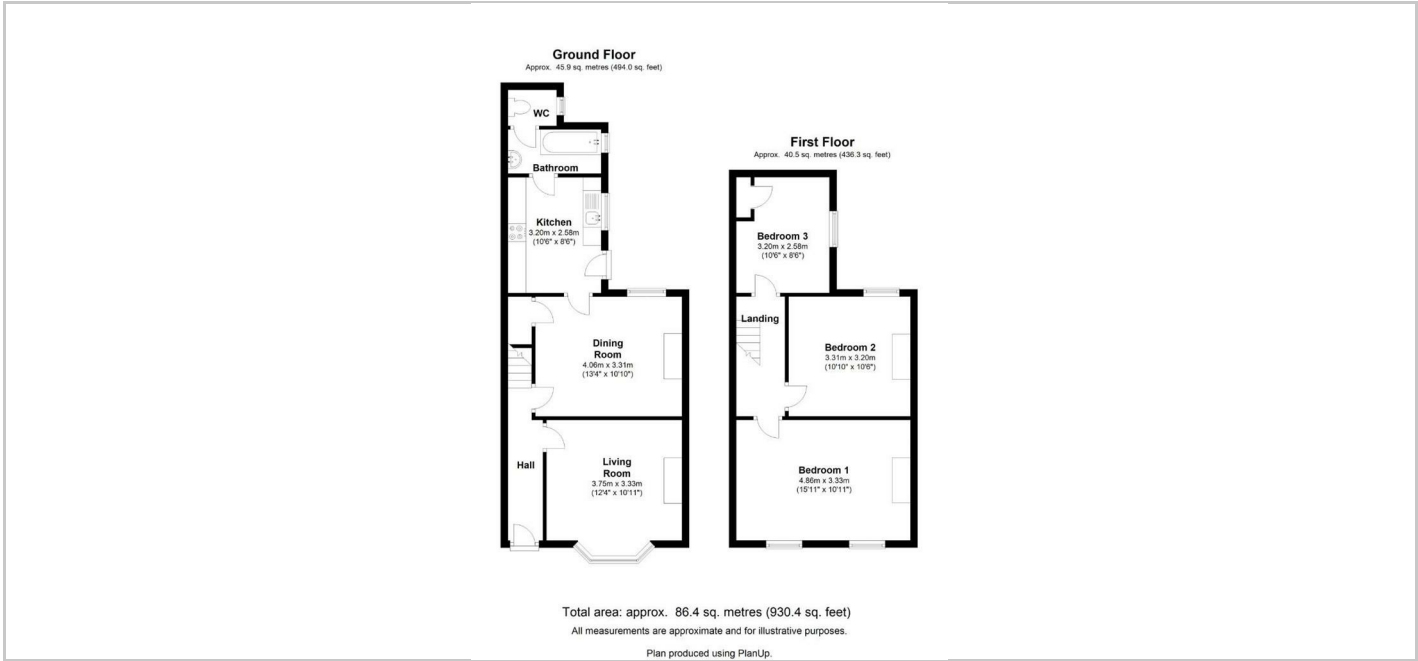 Ground Floor
Approx. 45.9 sq. metres (494.0 sq. feet)
WC
Bathroom
Kitchen
3.20m x 2.58m
(10'6" x 8'6")
Dining
Room
4.06m x 3.31m
(13'4" x 10'10")
Hall
Living
Room
3.75m x 3.33m
(12'4" x 10'11")
First Floor
Approx. 40.5 sq. metres (436.3 sq. feet)
Bedroom 3
3.20m x 2.58m
(10'6" x 8'6")
Landing
Bedroom 2
3.31m x 3.20m
(10'10" x 10'6")
Bedroom 1
4.86m x 3.33m
(15'11" x 10'11")
Total area: approx. 86.4 sq. metres (930.4 sq. feet)
All measurements are approximate and for illustrative purposes.
Plan produced using PlanUp.